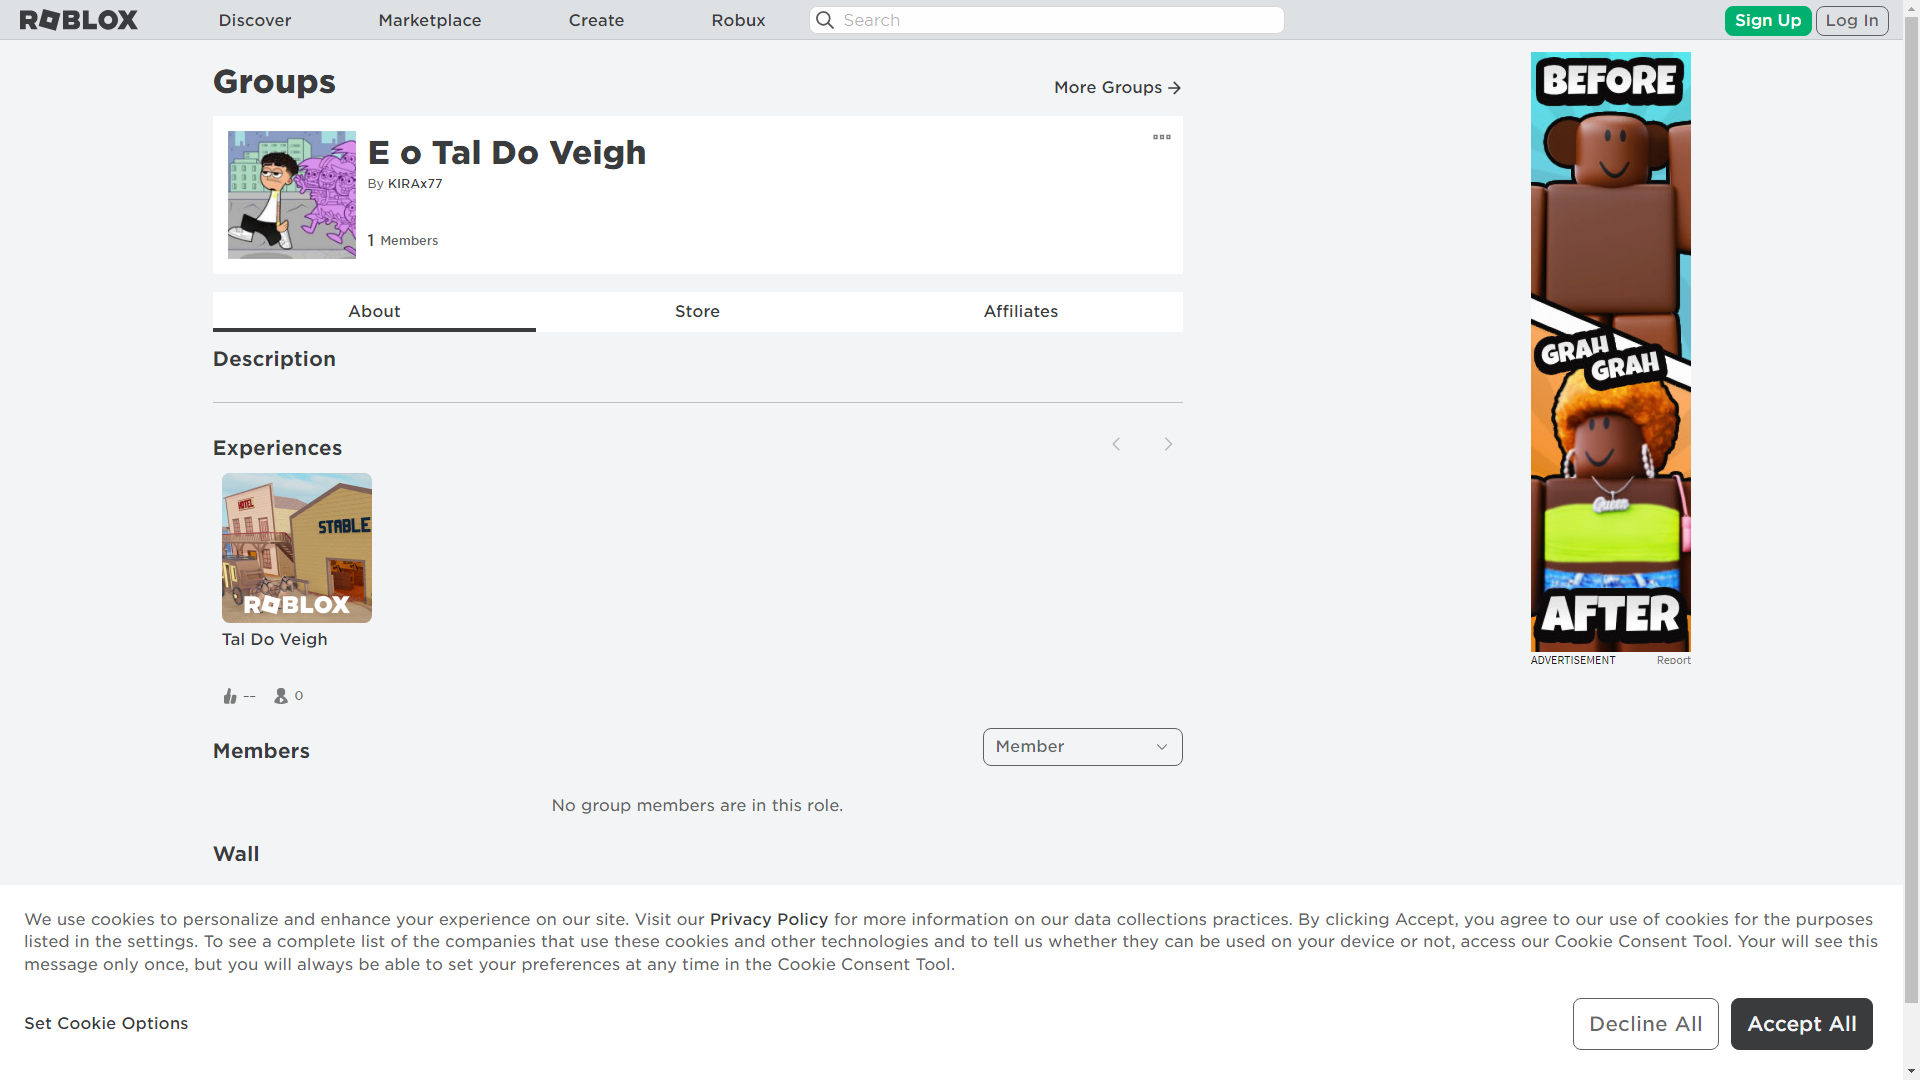 ROBLOX
Discover
Marketplace
Create
Robux
Search
Sign Up
Log In
Groups
More Groups
E o Tal Do Veigh
By KIRAx77
1 Members
About
Store
Affiliates
Description
Experiences
HOTEL
STABLE
ROBLOX
Tal Do Veigh
--
0
Members
Member
No group members are in this role.
Wall
BEFORE
GRAH
GRAH
Queen
AFTER
ADVERTISEMENT
Report
We use cookies to personalize and enhance your experience on our site. Visit our Privacy Policy for more information on our data collections practices. By clicking Accept, you agree to our use of cookies for the purposes
listed in the settings. To see a complete list of the companies that use these cookies and other technologies and to tell us whether they can be used on your device or not, access our Cookie Consent Tool. Your will see this
message only once, but you will always be able to set your preferences at any time in the Cookie Consent Tool.
Set Cookie Options
Decline All
Accept All